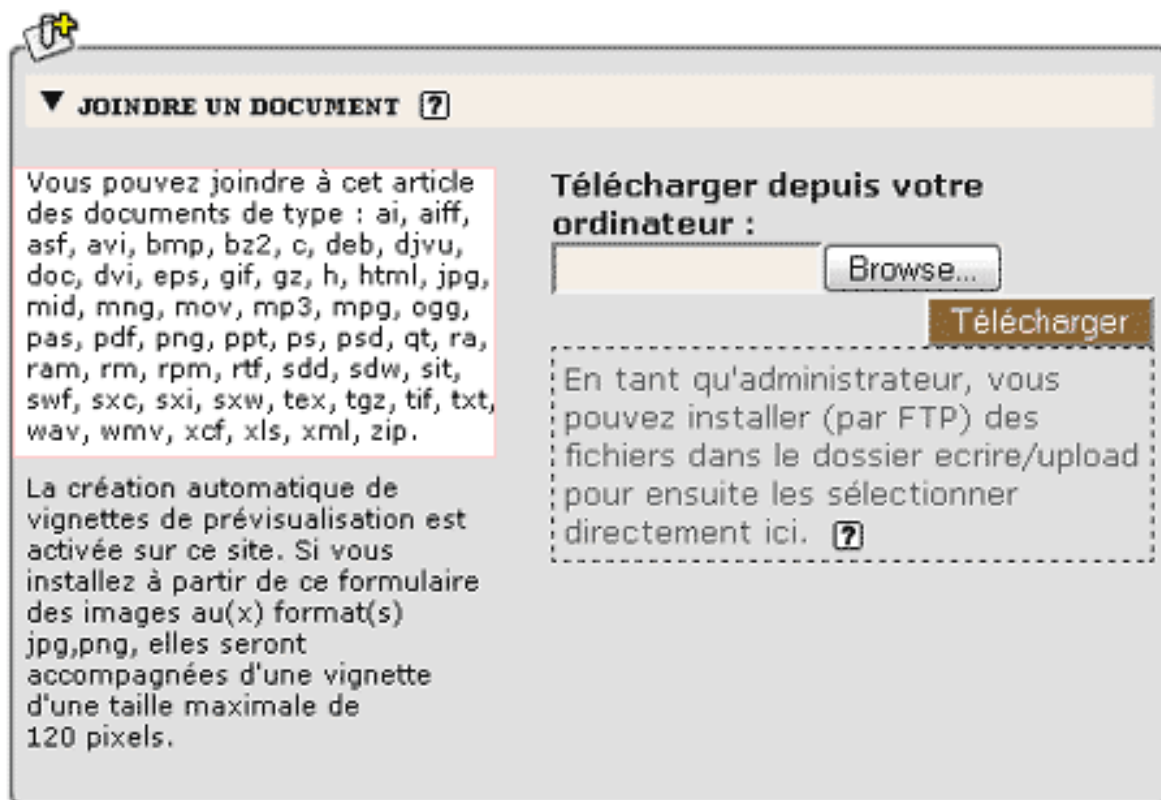 JOINDRE UN DOCUMENT ?
Vous pouvez joindre à cet article
des documents de type : ai, aiff,
asf, avi, bmp, bz2, c, deb, djvu,
doc, dvi, eps, gif, gz, h, html, jpg,
mid, mng, mov, mp3, mpg, ogg,
pas, pdf, png, ppt, ps, psd, qt, ra,
ram, rm, rpm, rtf, sdd, sdw, sit,
swf, sxc, sxi, sxw, tex, tgz, tif, txt,
wav, wmv, xcf, xls, xml, zip.
La création automatique de
vignettes de prévisualisation est
activée sur ce site. Si vous
installez à partir de ce formulaire
des images au(x) format(s)
jpg,png, elles seront
accompagnées d'une vignette
d'une taille maximale de
120 pixels.
Télécharger depuis votre
ordinateur :
Browse...
Télécharger
En tant qu'administrateur, vous
pouvez installer (par FTP) des
fichiers dans le dossier ecrire/upload
pour ensuite les sélectionner
directement ici. ?